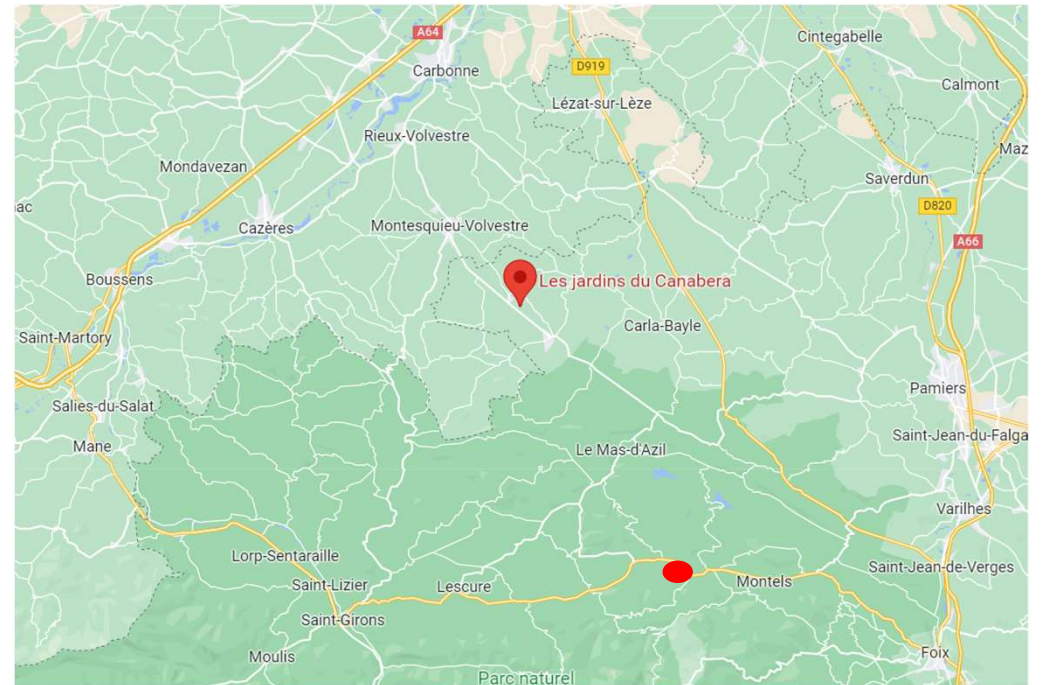 A64
Cintegabelle
Carbonne
D919
Calmont
Lézat-sur-Lèze
Rieux-Volvestre
Maz
Mondavezan
Saverdun
ac
D820
Cazères
Montesquieu-Volvestre
A66
Boussens
Les jardins du Canabera
Carla-Bayle
Saint-Martory
Pamiers
Salies-du-Salat
Saint-Jean-du-Falga
Mane
Le Mas-d'Azil
Varilhes
Lorp-Sentaraille
Saint-Jean-de-Verges
Saint-Lizier
Lescure
Montels
Saint-Girons
Foix
Moulis
Parc naturel